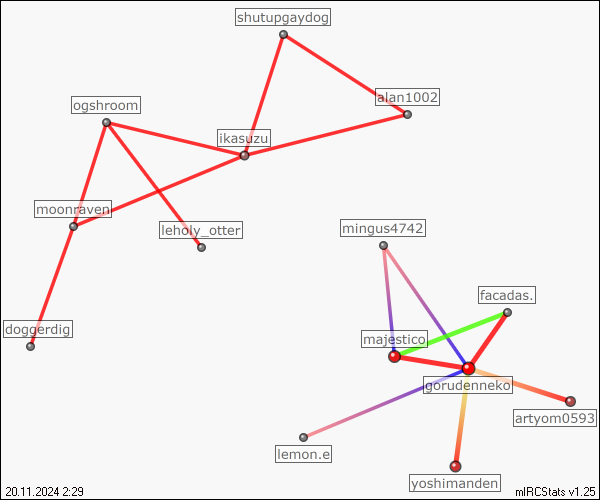 shutupgaydog
alan1002
ogshroom
ikasuzu
moonraven
leholy_otter
mingus4742
facadas.
doggerdig
majestico
gorudenneko
artyom0593
lemon.e
yoshimanden
20.11.2024 2:29
mIRCStats v1.25